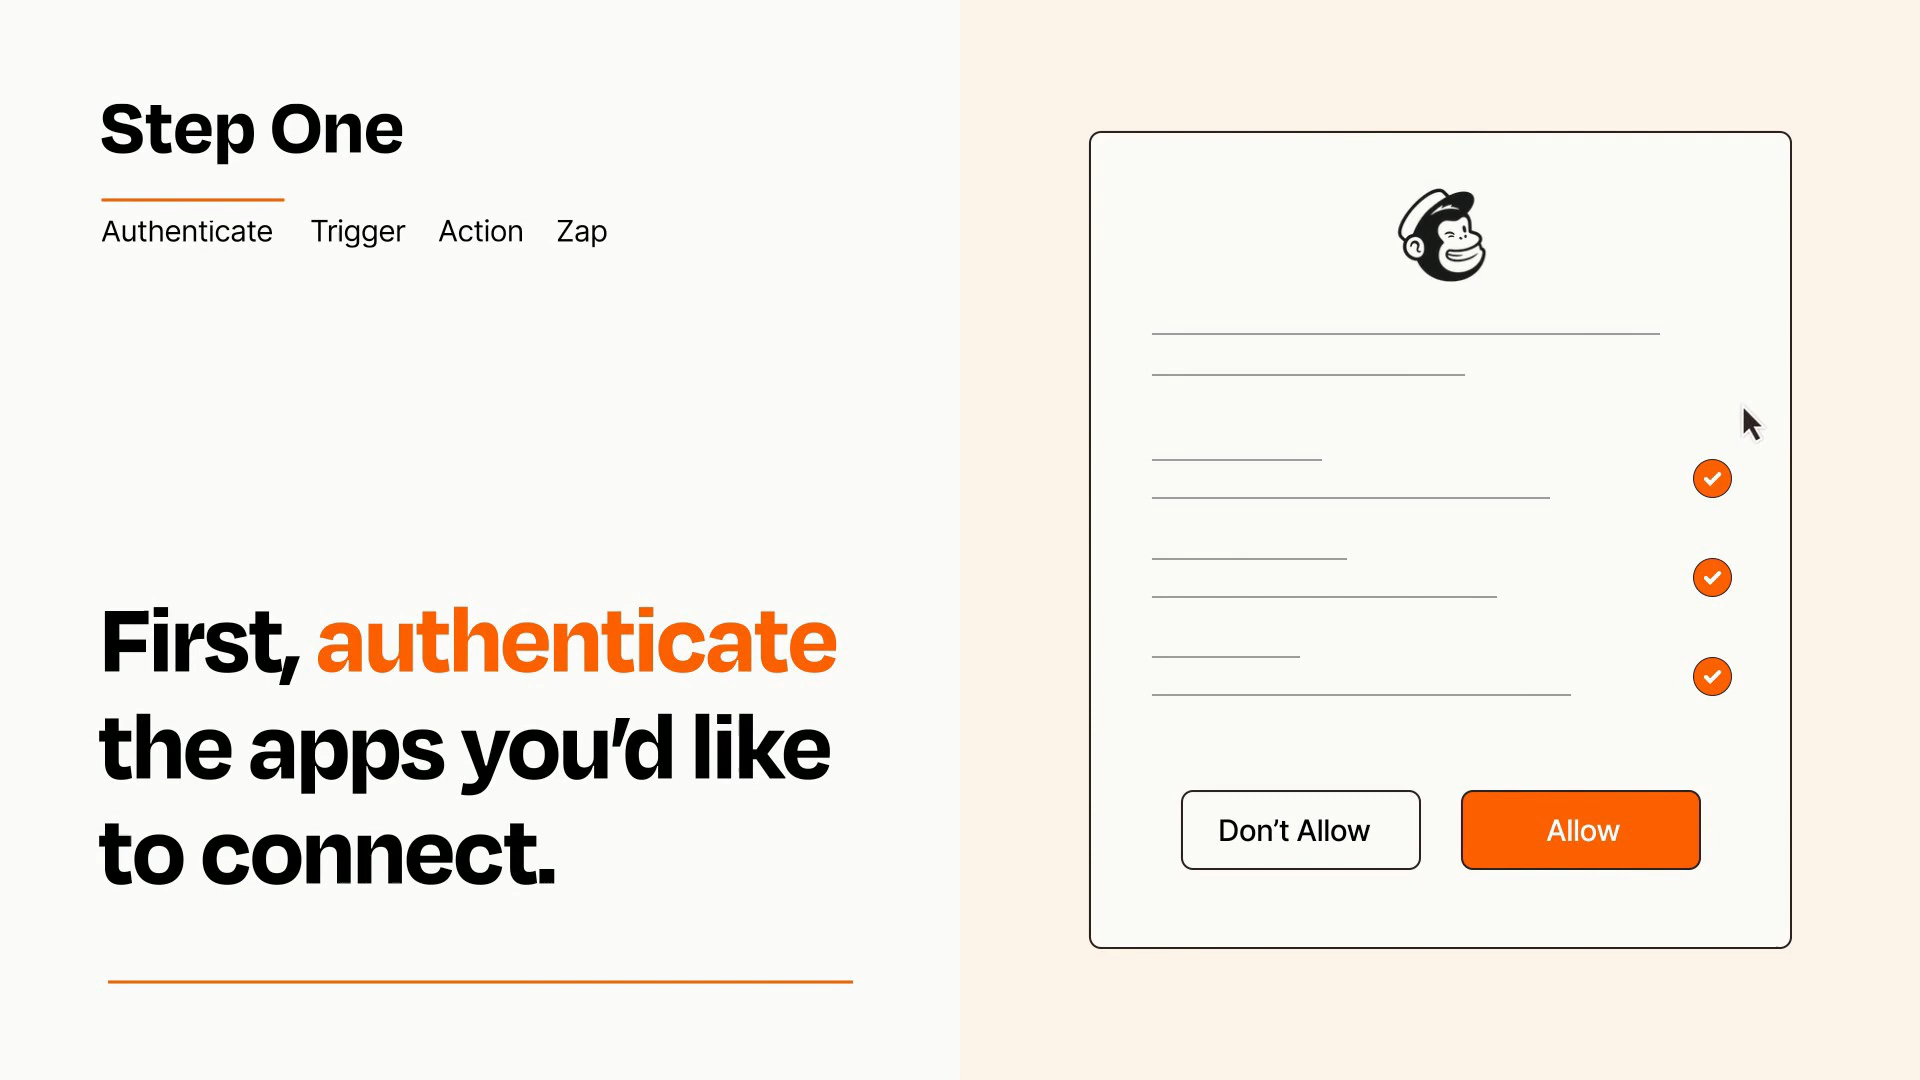 Step One
Authenticate Trigger Action Zap
First, authenticate
the apps you’d like
to connect.
Don’t Allow
Allow